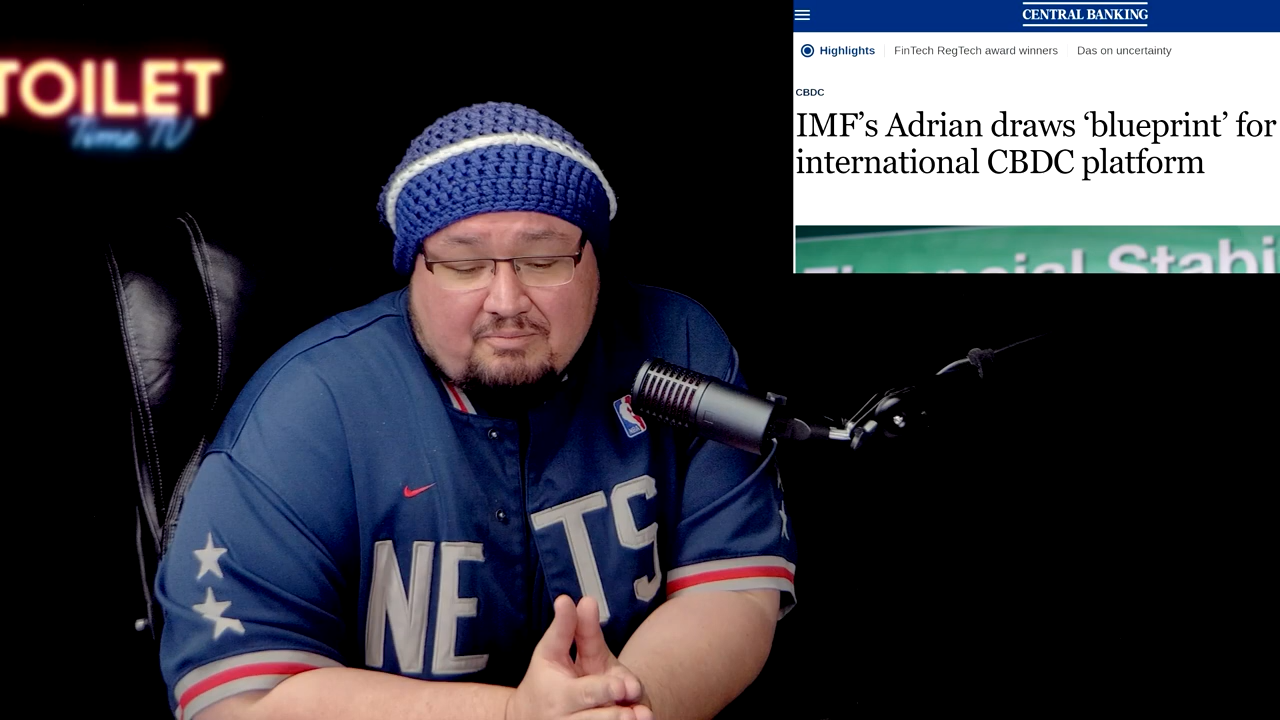 TOILET
Time TV
CENTRAL BANKING
Highlights
FinTech RegTech award winners
Das on uncertainty
CBDC
IMF’s Adrian draws ‘blueprint’ for
international CBDC platform
NETS